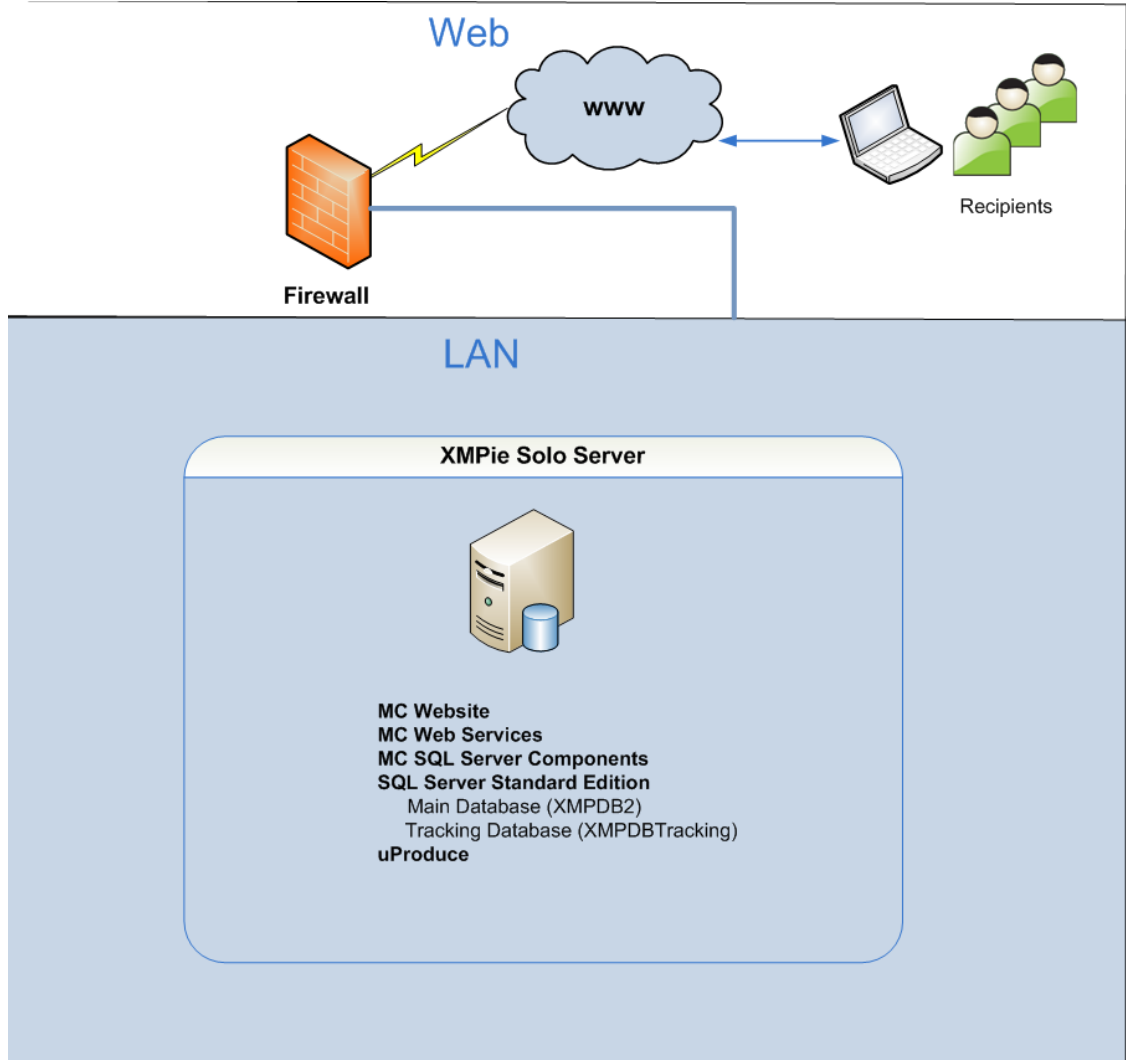 Web
www
Recipients
Firewall
LAN
XMPie Solo Server
MC Website
MC Web Services
MC SQL Server Components
SQL Server Standard Edition
Main Database (XMPDB2)
Tracking Database (XMPDBTracking)
uProduce